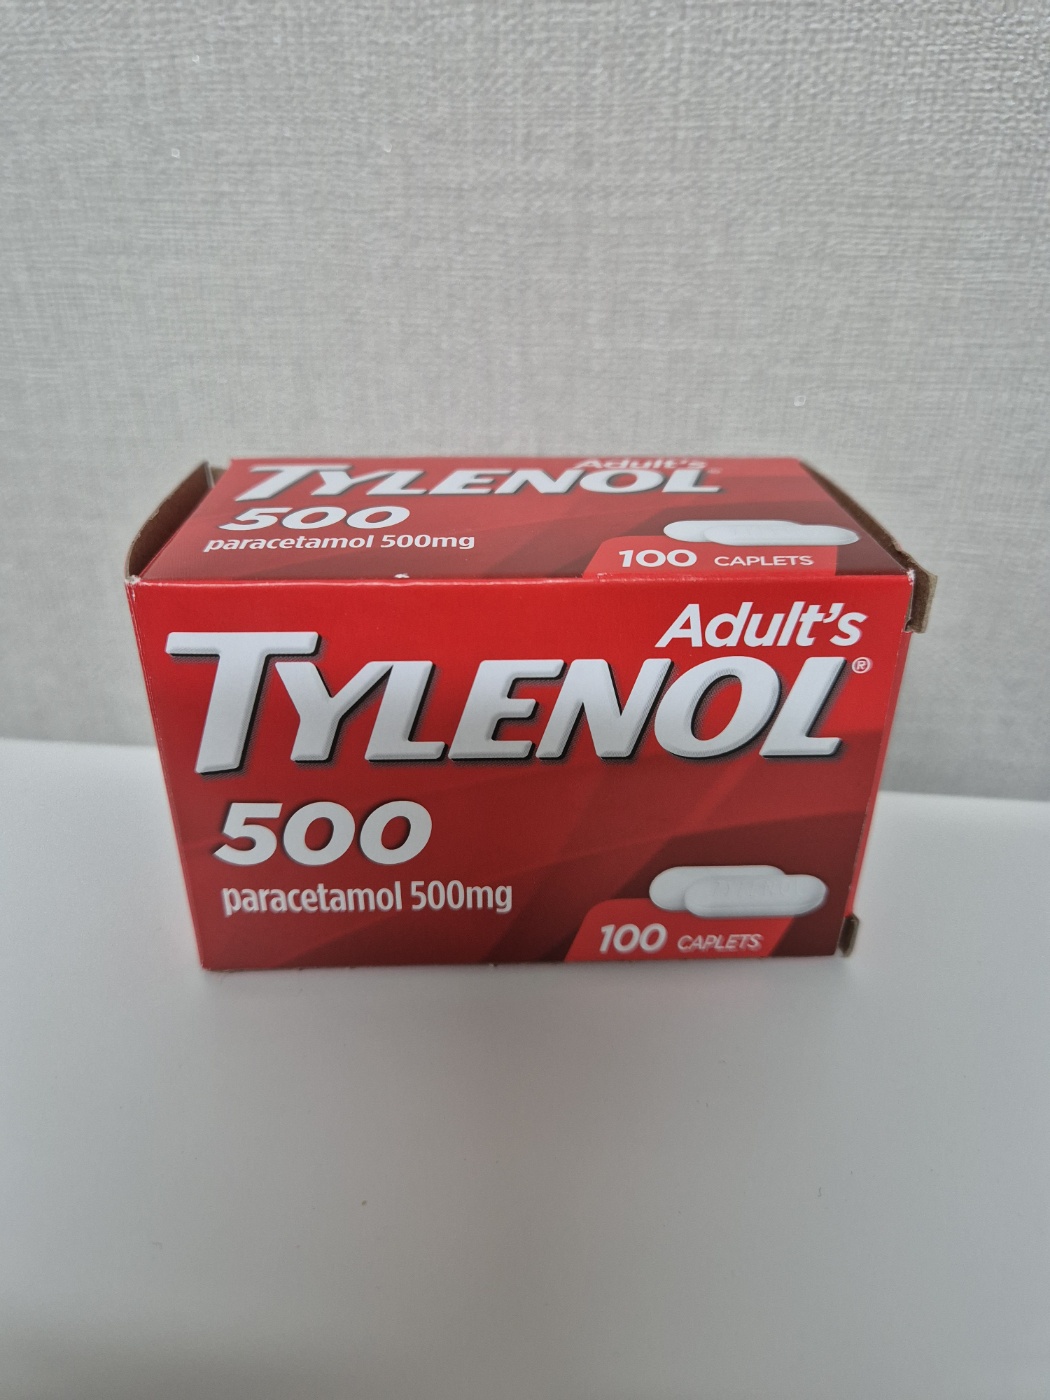 Adult's
TYLENOL
500
paracetamol 500mg
100 CAPLETS
Adult's
TYLENOL®
500
paracetamol 500mg
100 CAPLETS